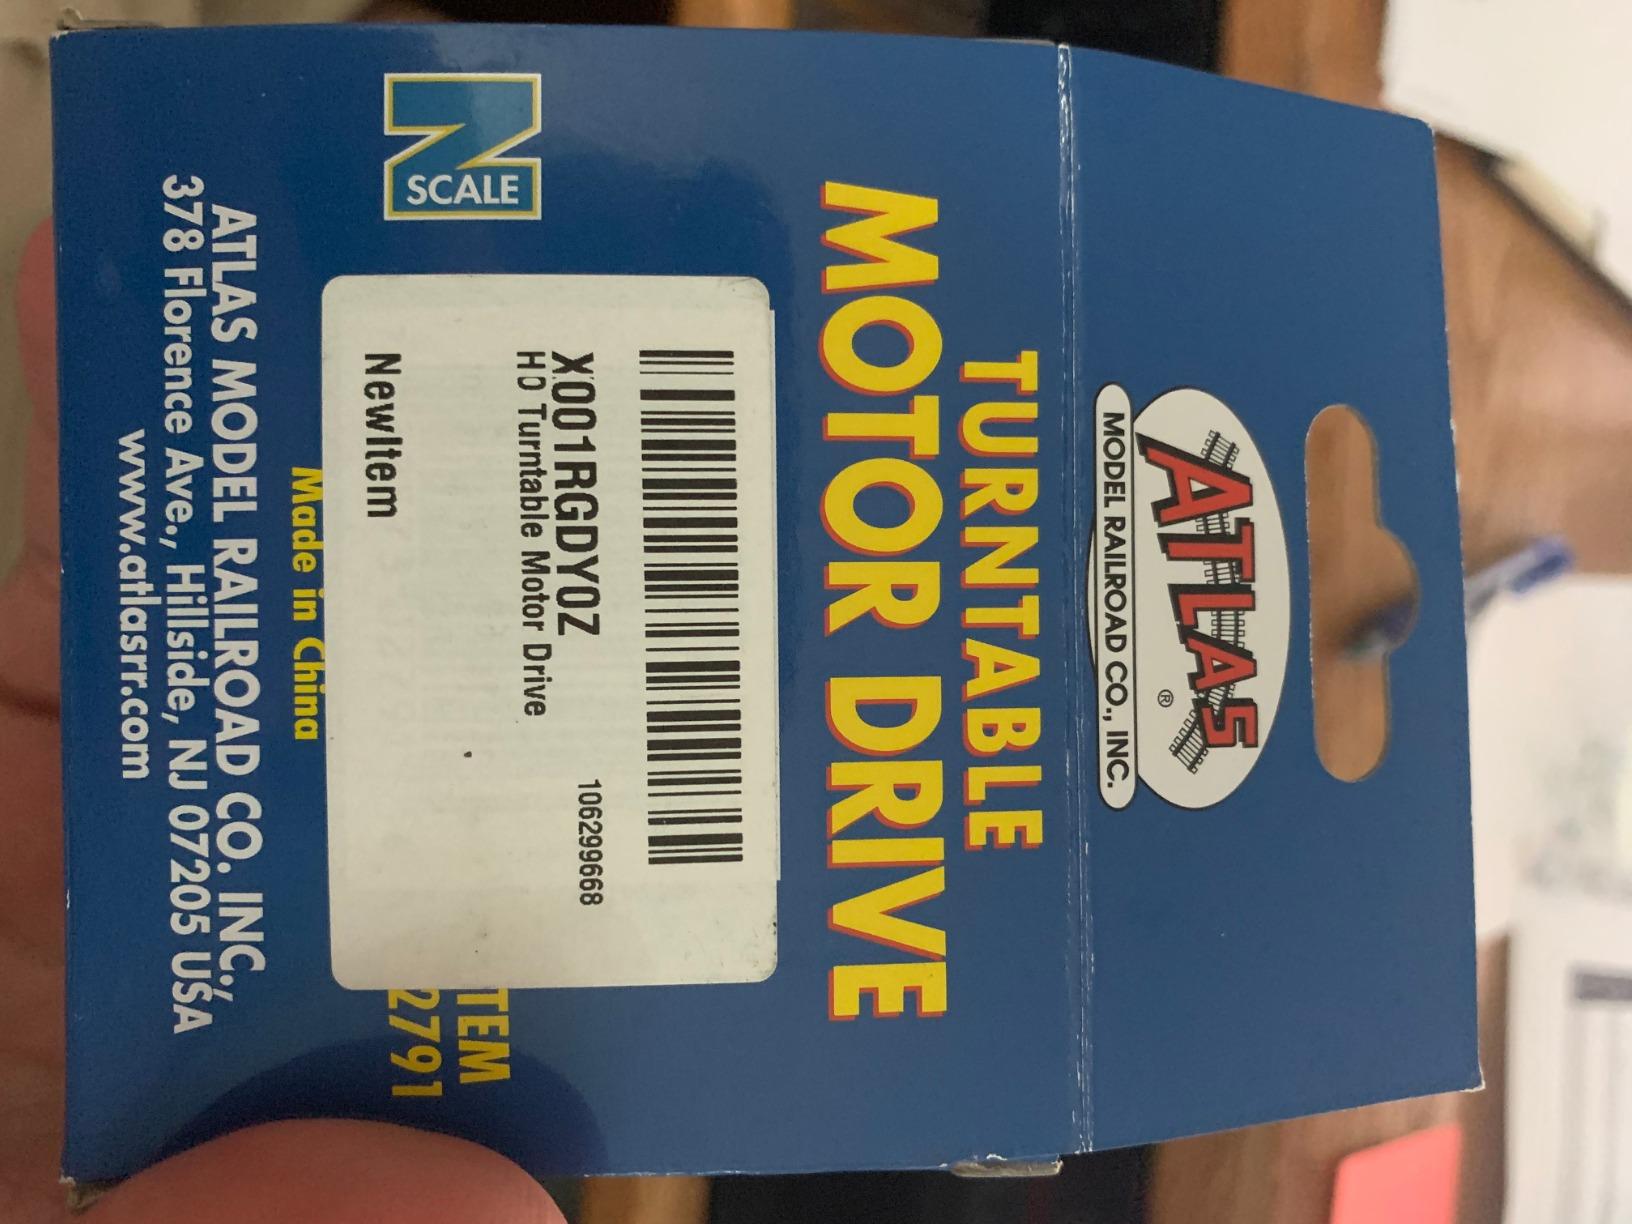 ATLAS
®
MODEL RAILROAD CO., INC.
TURNTABLE
MOTOR DRIVE
X001RGDY0Z
106299668
HO Turntable Motor Drive
NewItem
N
SCALE
TEM
2791
Made in China
ATLAS MODEL RAILROAD CO. INC.,
378 Florence Ave., Hillside, NJ 07205 USA
www.atlasrr.com